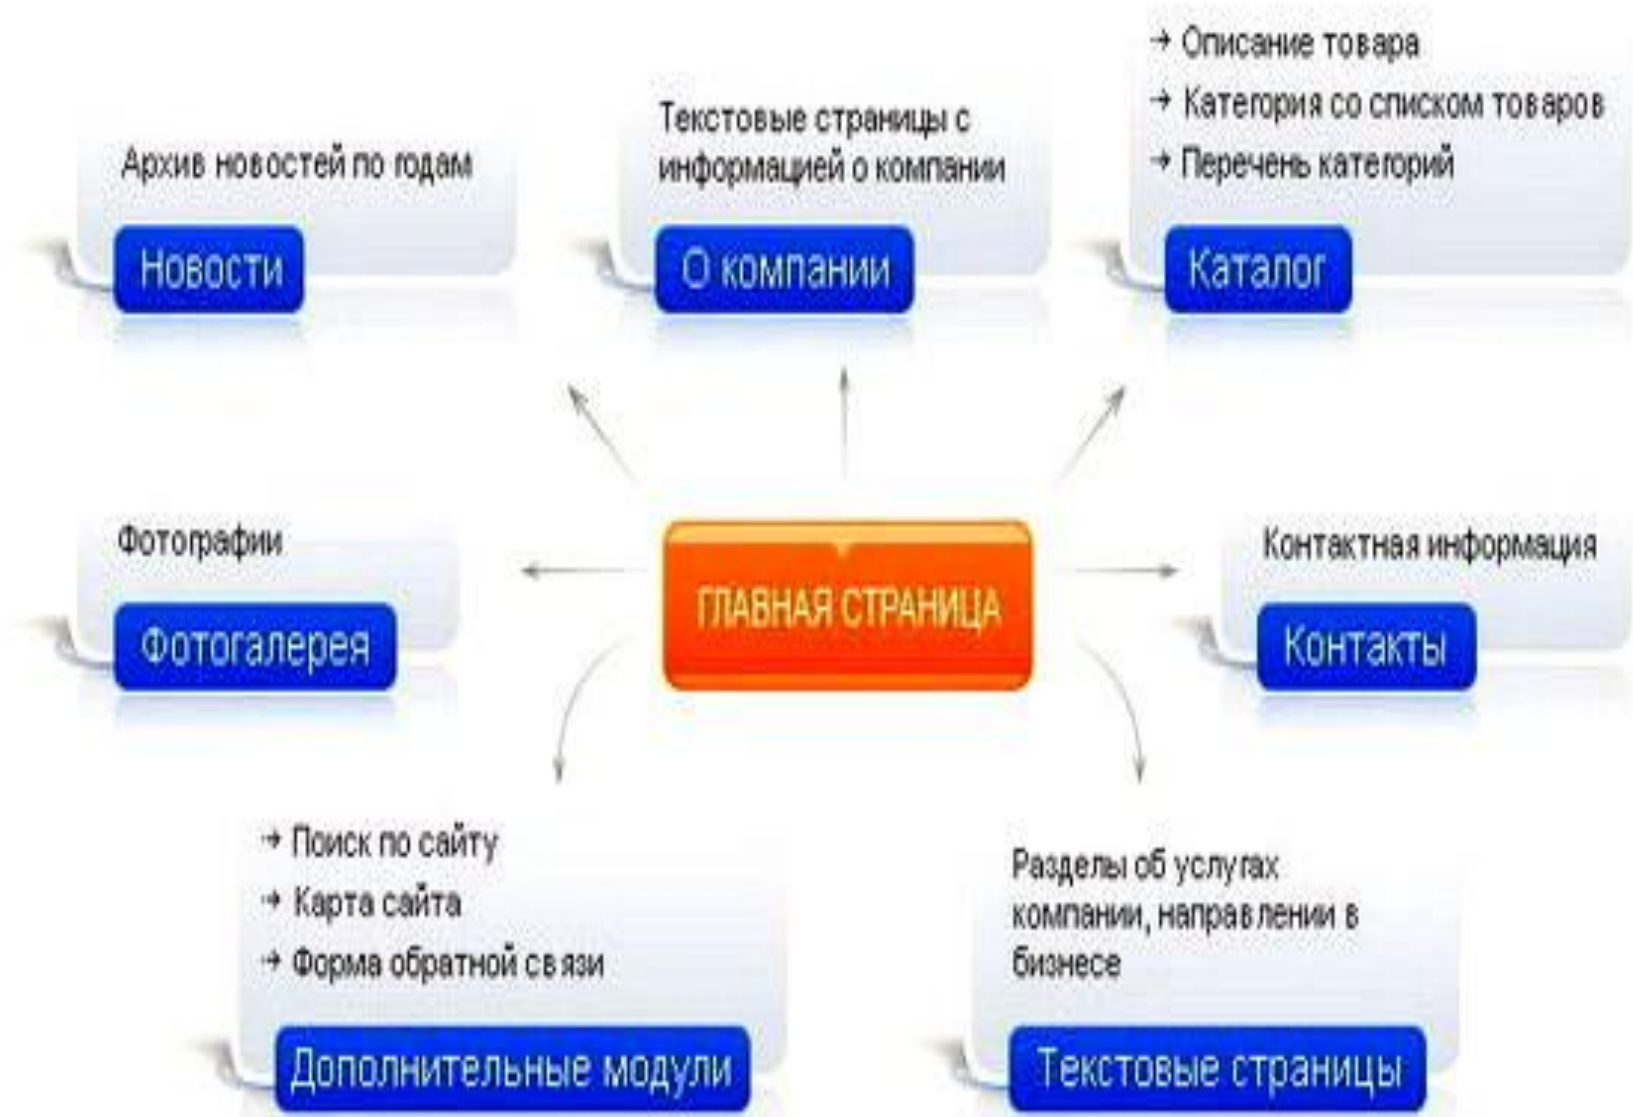 Архив новостей по годам
Новости
Текстовые страницы с
информацией о компании
О компании
→ Описание товара
→ Категория со списком товаров
→ Перечень категорий
Каталог
Фотографии
Фотогалерея
ГЛАВНАЯ СТРАНИЦА
Контактная информация
Контакты
→ Поиск по сайту
→ Карта сайта
→ Форма обратной связи
Дополнительные модули
Разделы об услугах
компании, направлении в
бизнесе
Текстовые страницы